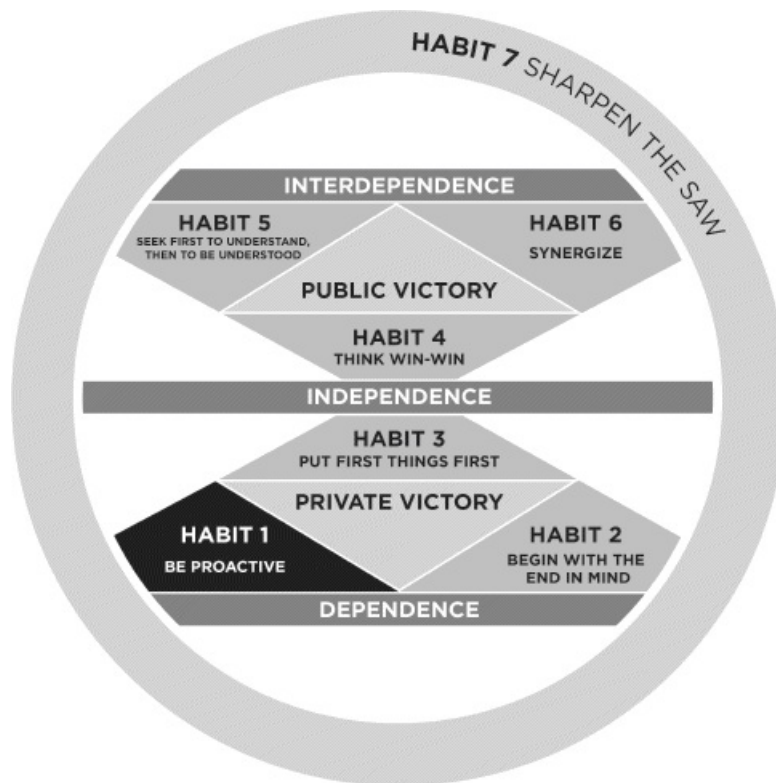 HABIT 7 SHARPEN THE SAW
INTERDEPENDENCE
HABIT 5
SEEK FIRST TO UNDERSTAND,
THEN TO BE UNDERSTOOD
HABIT 6
SYNERGIZE
PUBLIC VICTORY
HABIT 4
THINK WIN-WIN
INDEPENDENCE
HABIT 3
PUT FIRST THINGS FIRST
PRIVATE VICTORY
HABIT 1
BE PROACTIVE
HABIT 2
BEGIN WITH THE
END IN MIND
DEPENDENCE